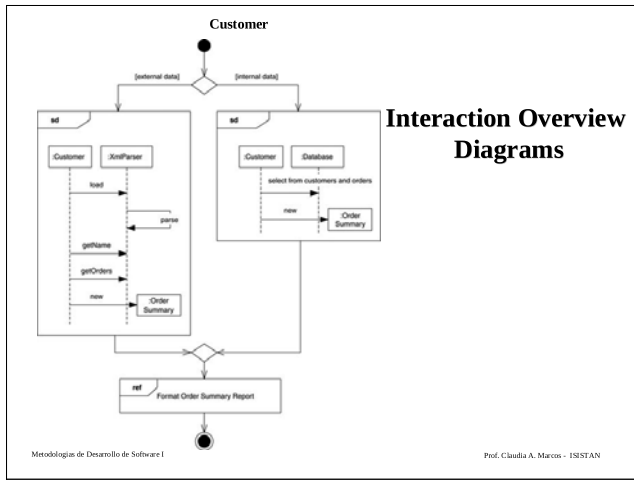 Customer
[external data]
[internal data]
sd
:Customer
:XmlParser
load
parse
getName
getOrders
new
:Order
Summary
sd
:Customer
:Database
select from customers and orders
new
:Order
Summary
Interaction Overview
Diagrams
ref
Format Order Summary Report
Metodologias de Desarrollo de Software I
Prof. Claudia A. Marcos - ISISTAN